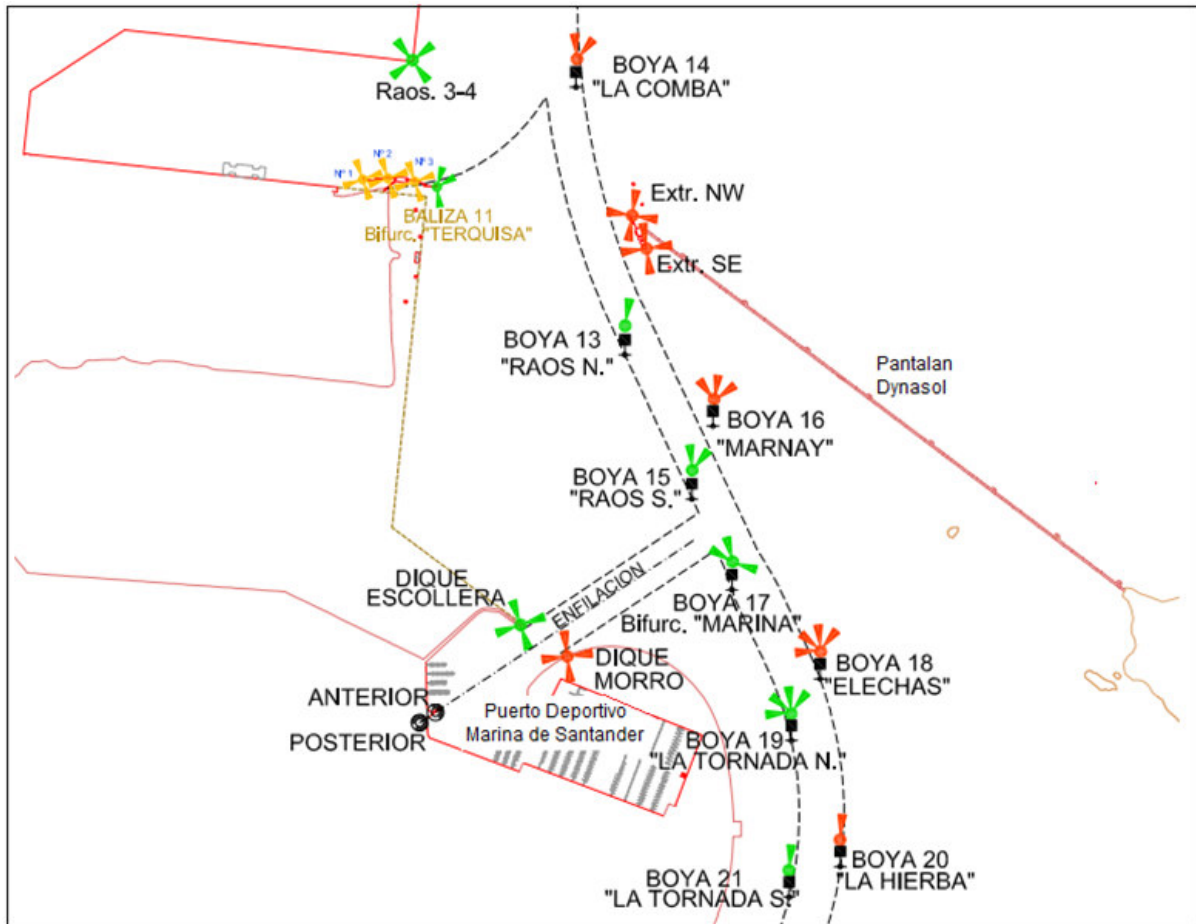 BOYA 14
"LA COMBA"
Raos. 3-4
Nº 1
Nº 2
Nº 3
BALIZA 11
Bifurc. "TERQUISA"
Extr. NW
Extr. SE
BOYA 13
"RAOS N."
Pantalan
Dynasol
BOYA 16
"MARNAY"
BOYA 15
"RAOS S."
DIQUE
ESCOLLERA
ENFILACION
BOYA 17
Bifurc. "MARINA"
DIQUE
MORRO
BOYA 18
"ELECHAS"
ANTERIOR
POSTERIOR
Puerto Deportivo
Marina de Santander
BOYA 19
"LA TORNADA N."
BOYA 20
"LA HIERBA"
BOYA 21
"LA TORNADA S."